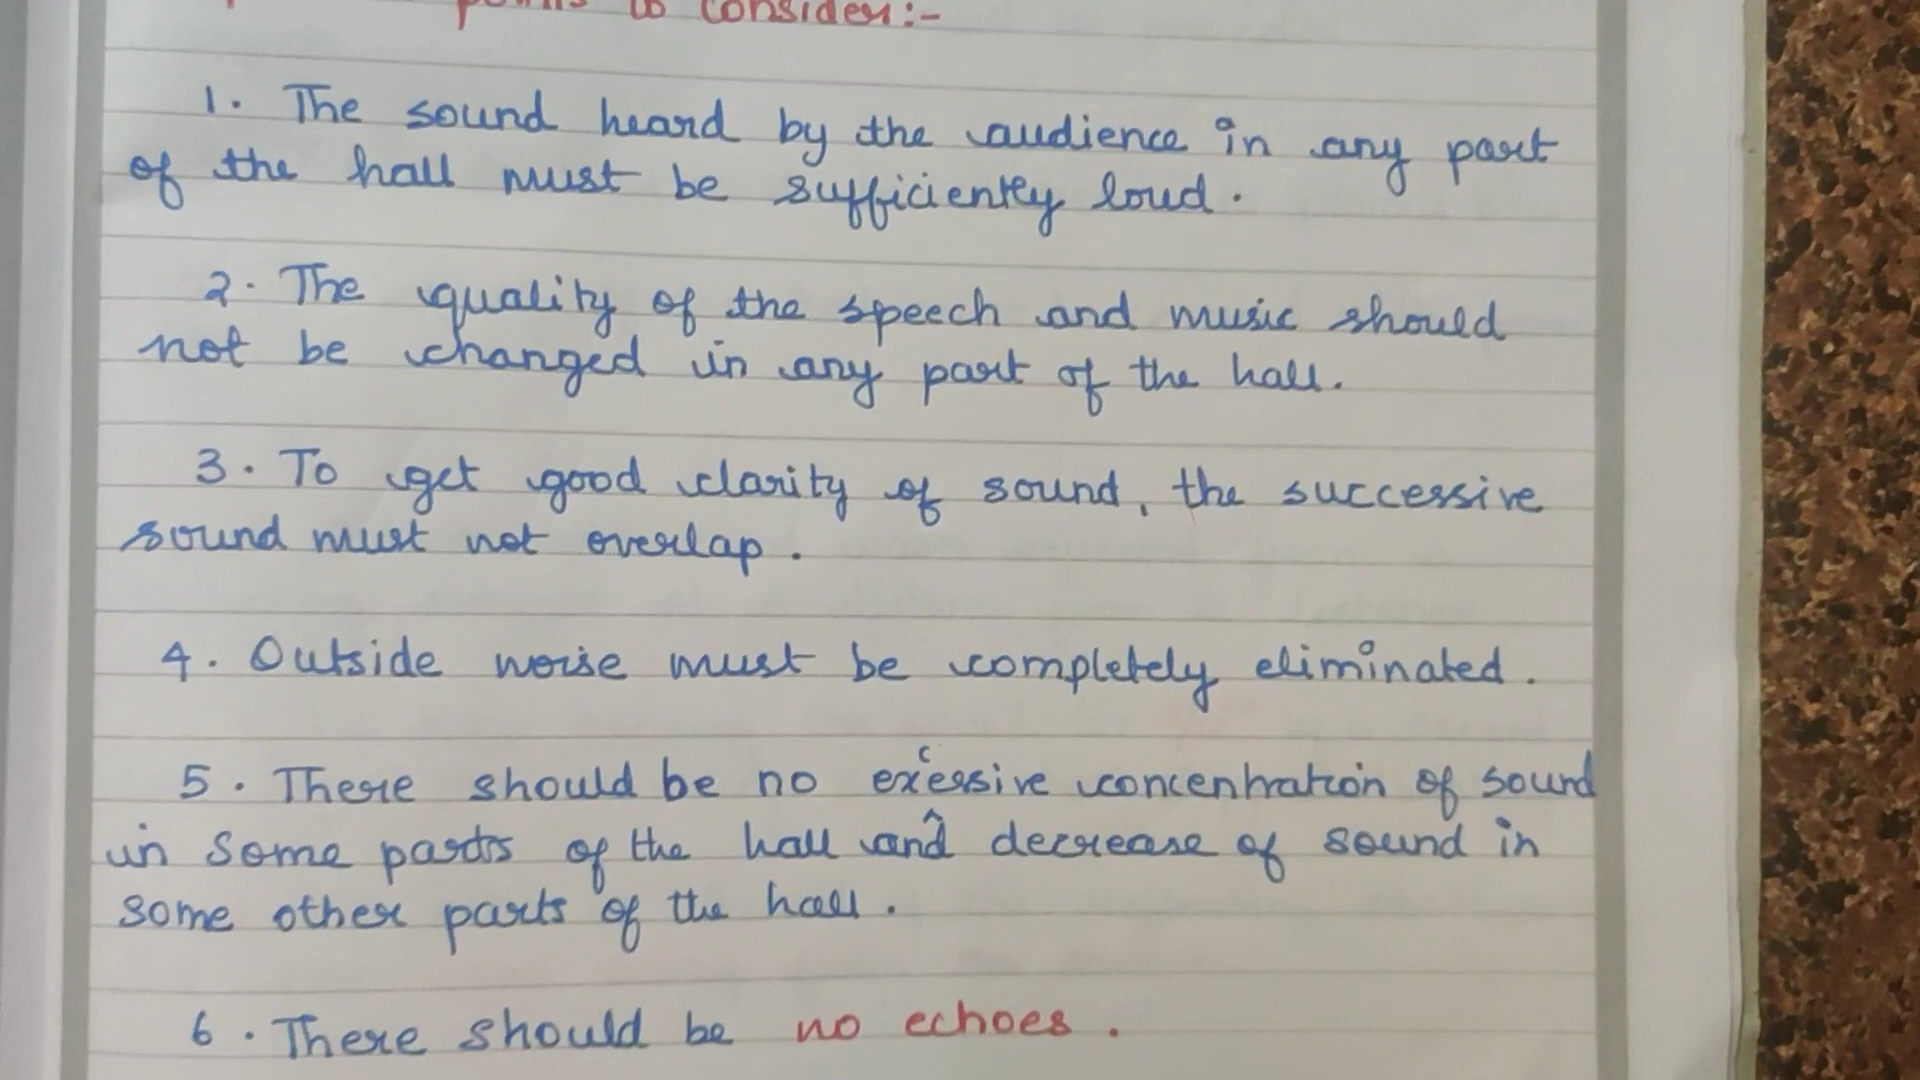 points to consider:-
1. The sound heard by the audience in any part
of the hall must be sufficiently loud.
2. The quality of the speech and music should
not be changed in any part of the hall.
3. To get good clarity of sound, the successive
sound must not overlap.
4. Outside noise must be completely eliminated.
5. There should be no excessive concentration of sound
in some parts of the hall and decrease of sound in
some other parts of the hall.
6. There should be no echoes.